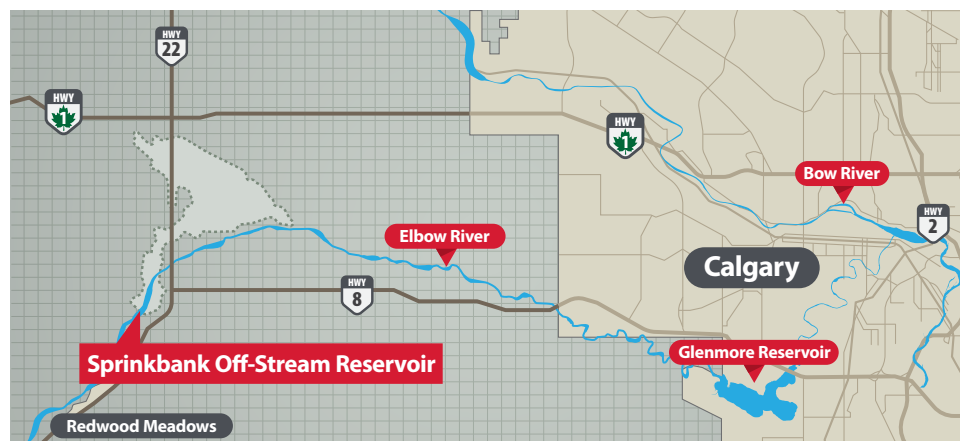 HWY
22
HWY
1
HWY
1
Bow River
HWY
2
Elbow River
Calgary
HWY
8
Sprinkbank Off-Stream Reservoir
Glenmore Reservoir
Redwood Meadows